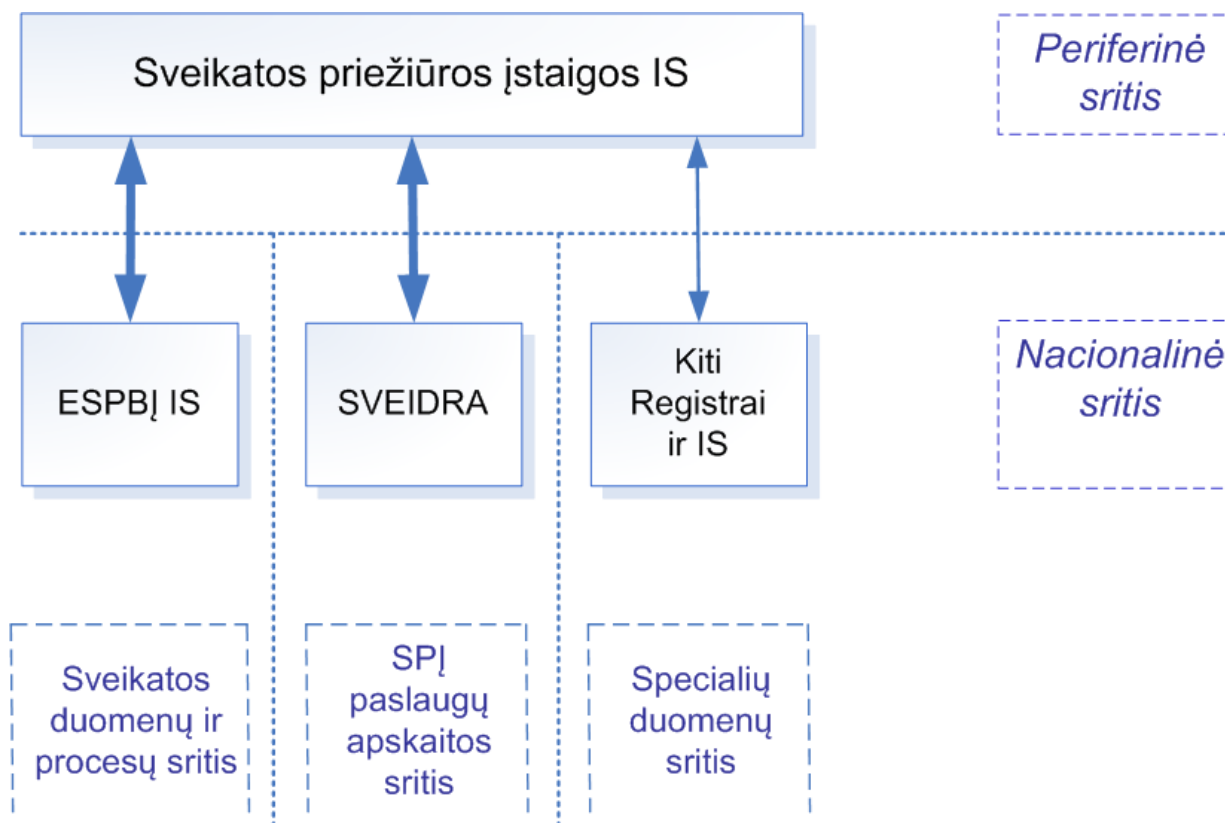 Sveikatos priežiūros įstaigos IS
Periferinė
sritis
ESPBĮ IS
SVEIDRA
Kiti
Registrai
ir IS
Nacionalinė
sritis
Sveikatos
duomenų ir
procesų sritis
SPĮ
paslaugų
apskaitos
sritis
Specialių
duomenų
sritis